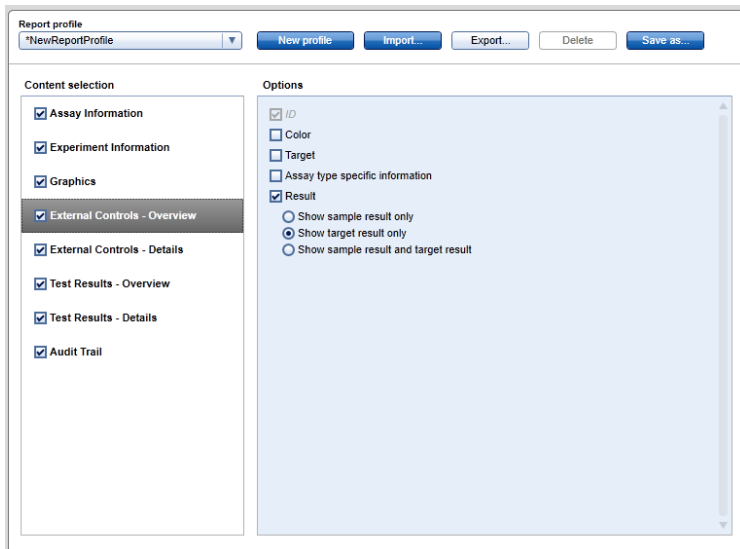 Report profile
*NewReportProfile
New profile
Import...
Export...
Delete
Save as...
Content selection
Options
Assay Information
Experiment Information
Graphics
External Controls - Overview
External Controls - Details
Test Results - Overview
Test Results - Details
Audit Trail
ID
Color
Target
Assay type specific information
Result
Show sample result only
Show target result only
Show sample result and target result